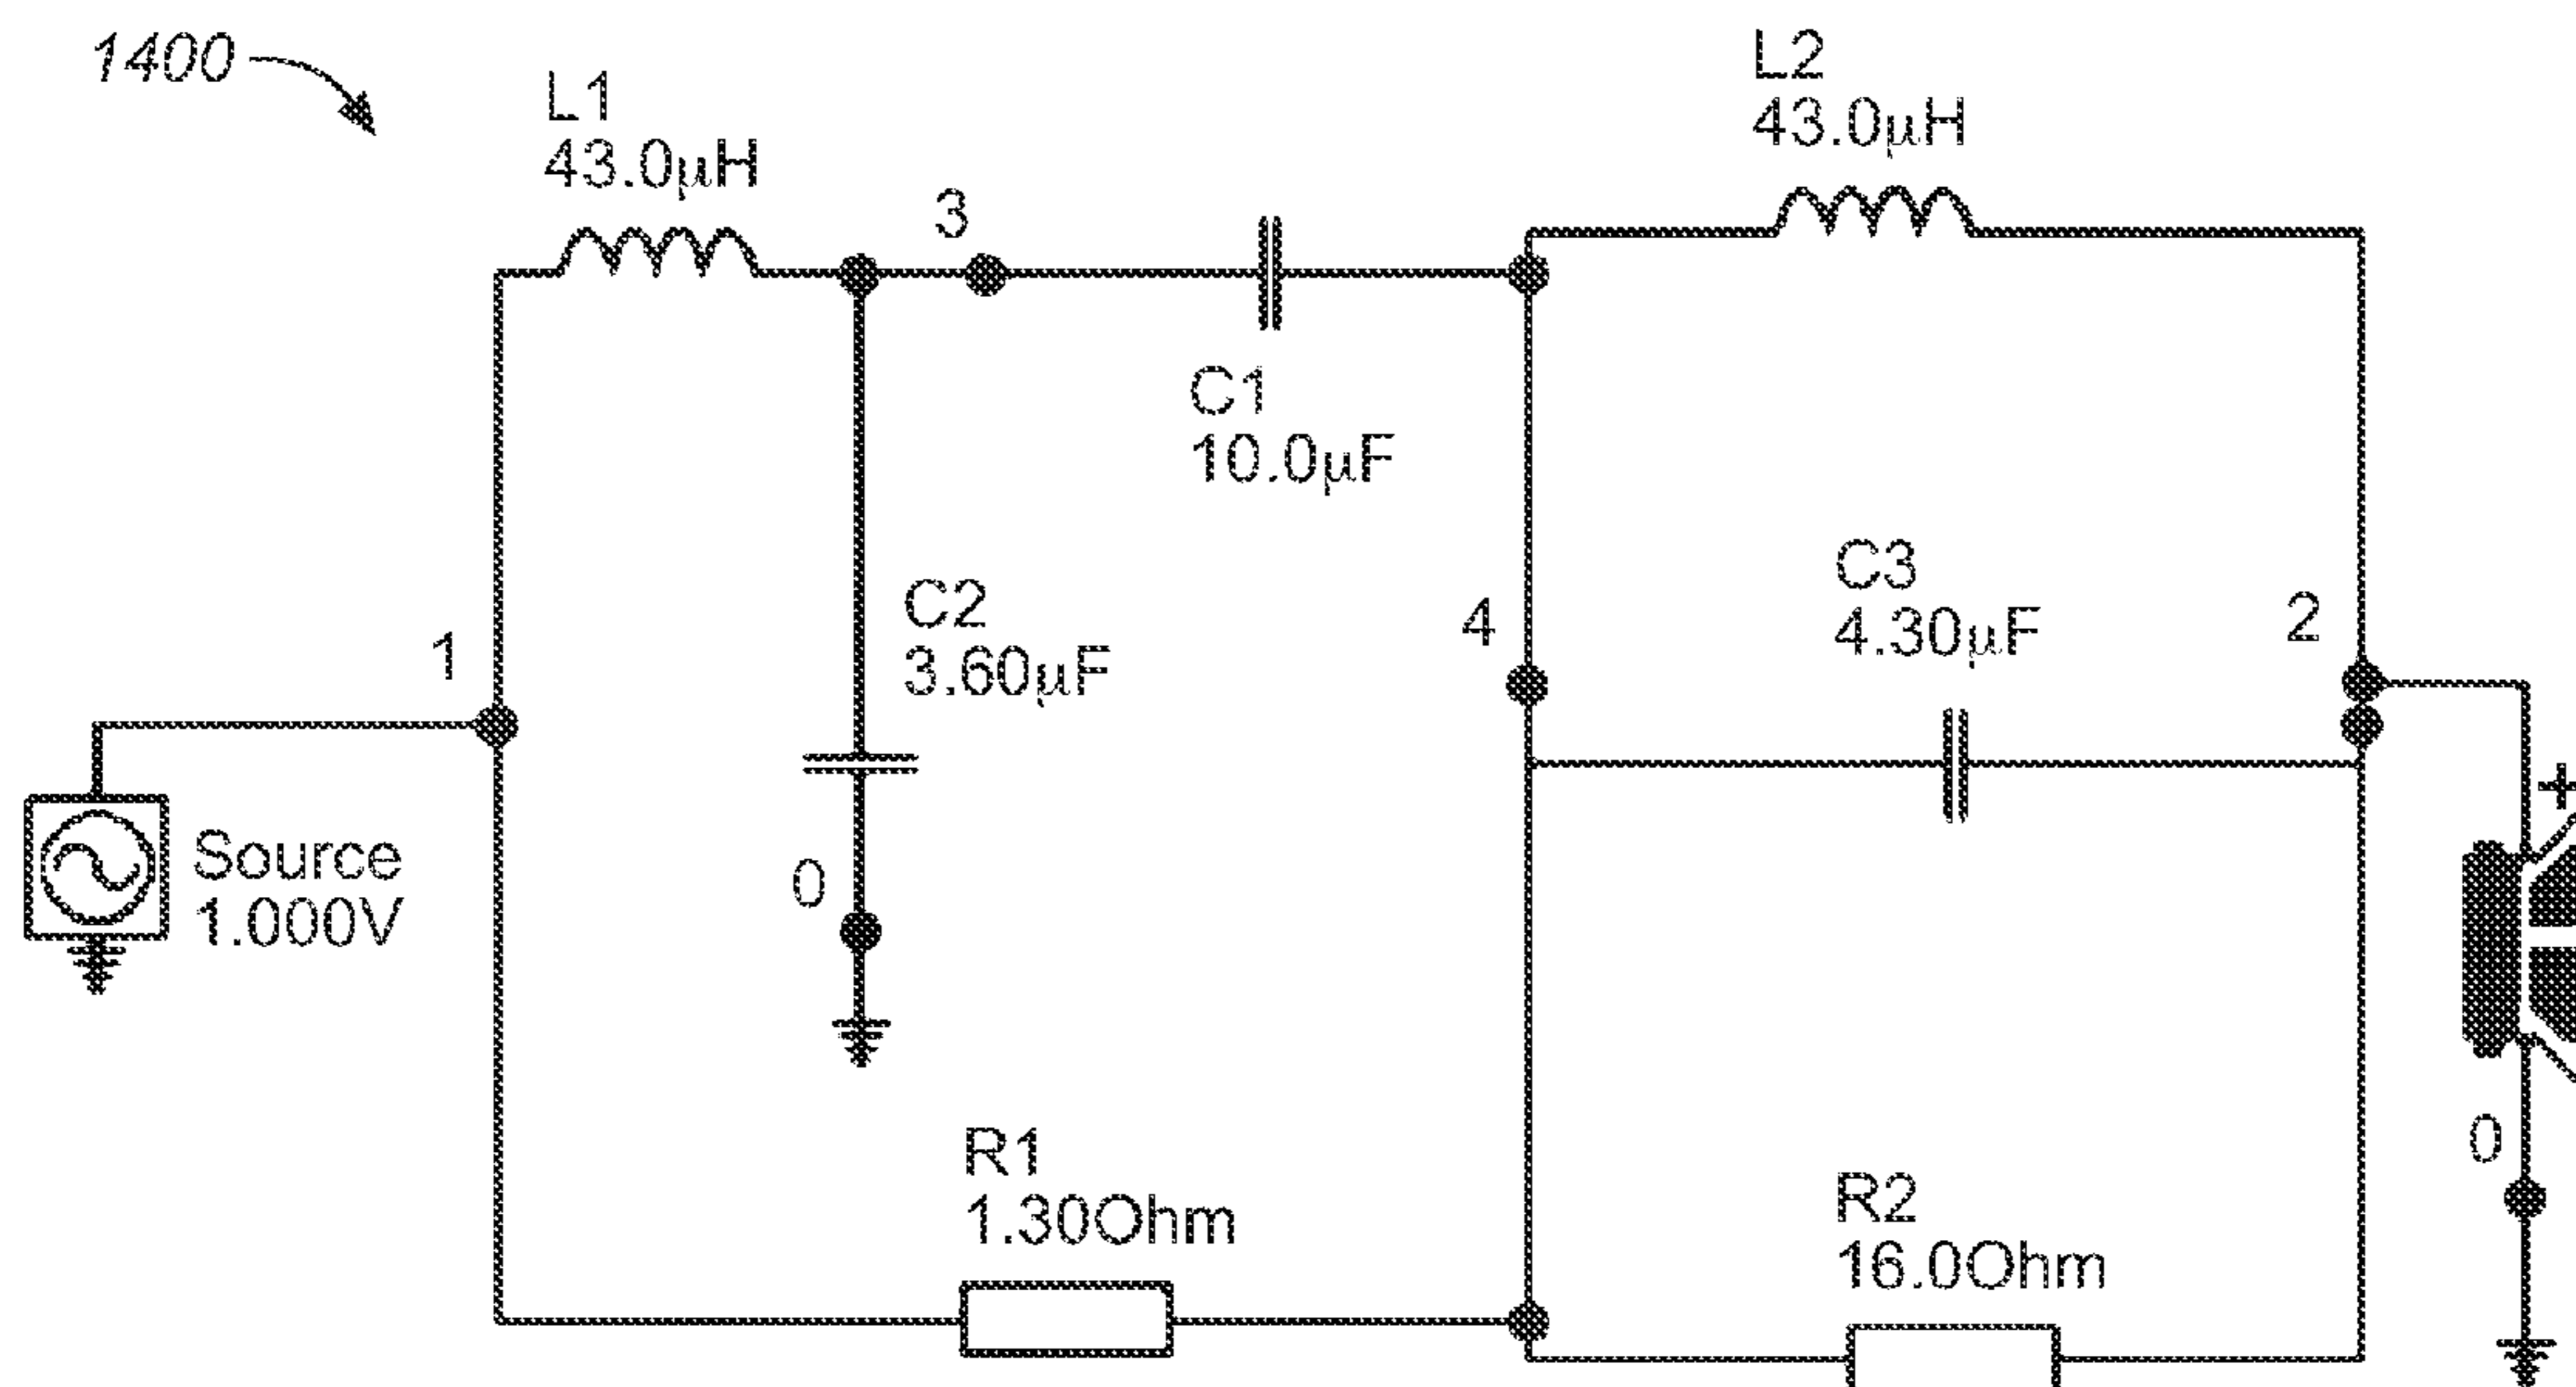 1400
L1
43.0μH
3
L2
43.0μH
C1
10.0μF
1
C2
3.60μF
4
C3
4.30μF
2
Source
1.000V
0
+
R1
1.30Ohm
R2
16.0Ohm
0